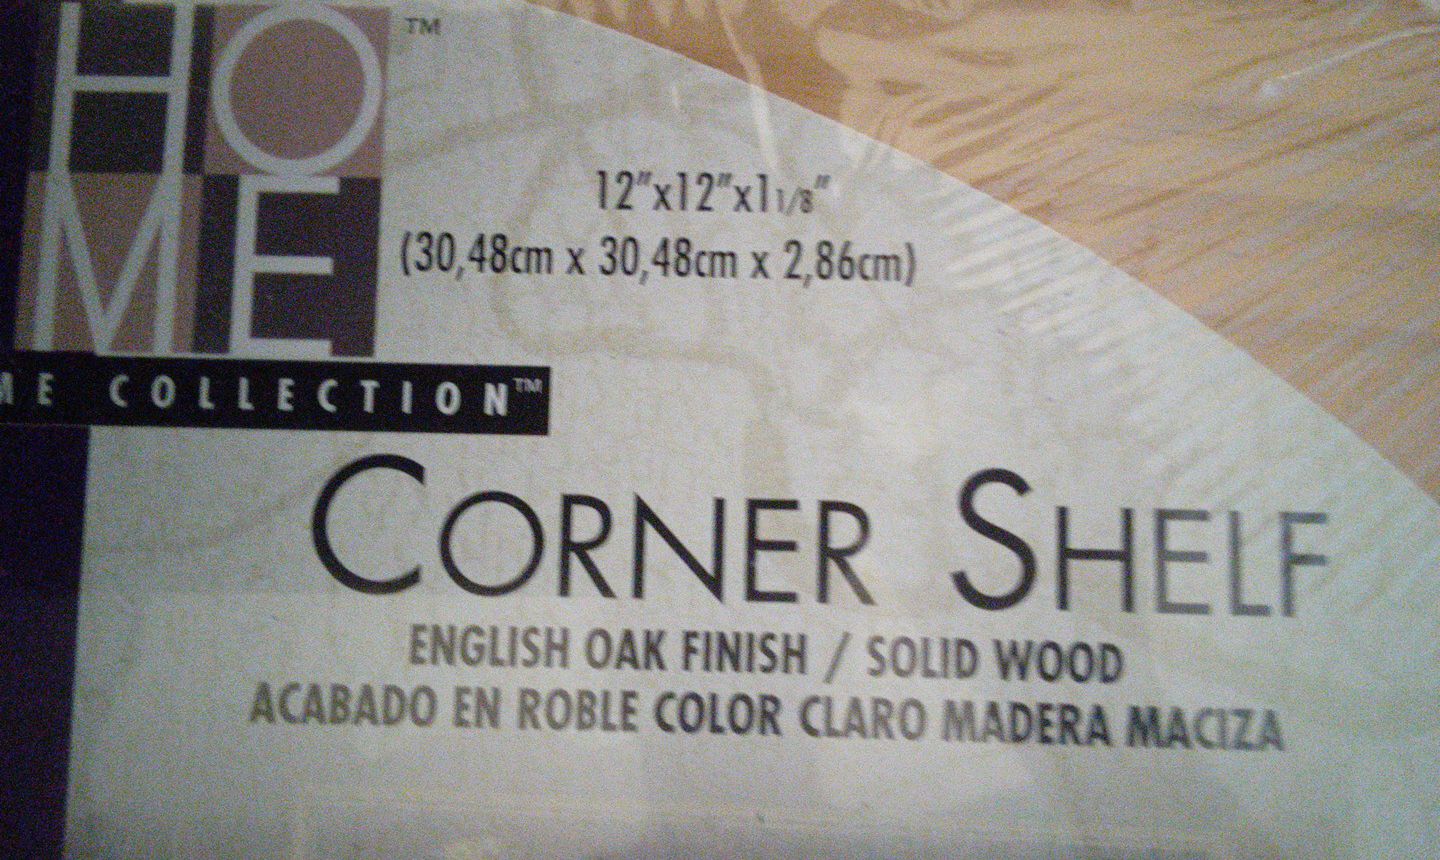 HOME™
12"x12"x1 1/8"
(30,48cm x 30,48cm x 2,86cm)
ME COLLECTION™
CORNER SHELF
ENGLISH OAK FINISH / SOLID WOOD
ACABADO EN ROBLE COLOR CLARO MADERA MACIZA